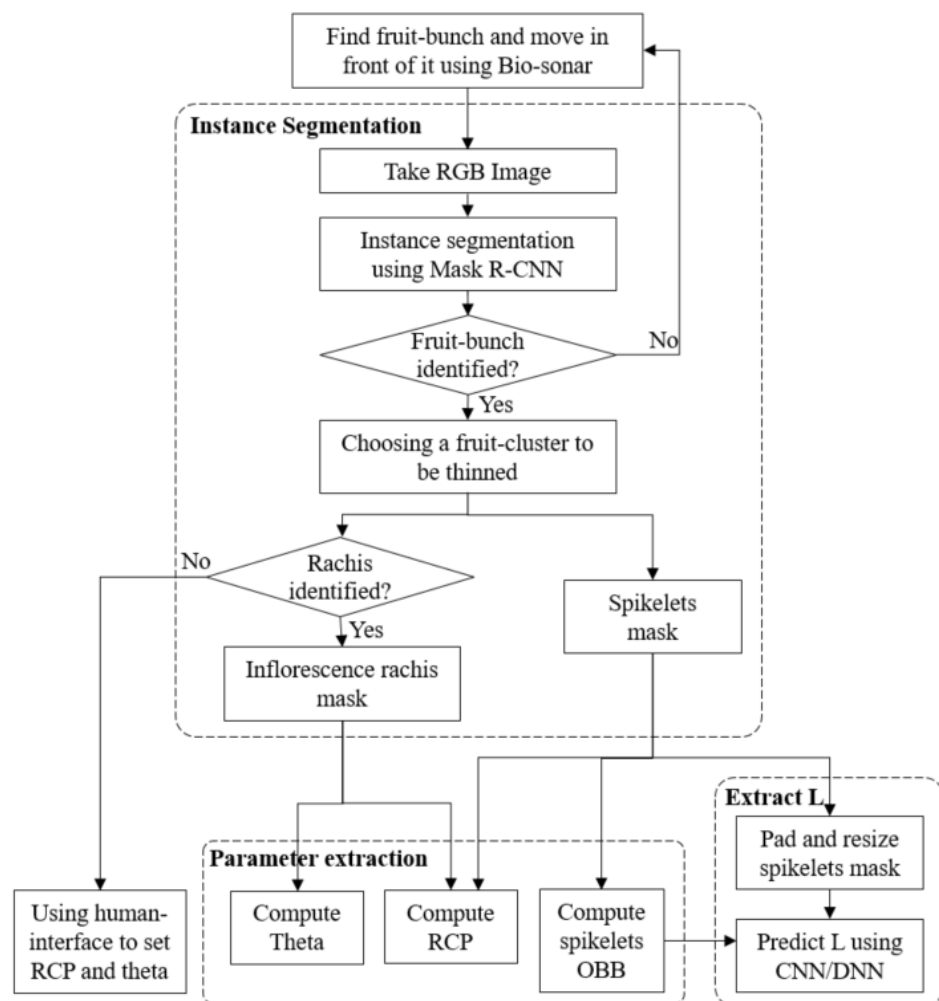 Find fruit-bunch and move in
front of it using Bio-sonar
Instance Segmentation
Take RGB Image
Instance segmentation
using Mask R-CNN
Fruit-bunch
identified?
No
Yes
Choosing a fruit-cluster to
be thinned
No
Rachis
identified?
Yes
Spikelets
mask
Inflorescence rachis
mask
Extract L
Pad and resize
spikelets mask
Parameter extraction
Using human-
interface to set
RCP and theta
Compute
Theta
Compute
RCP
Compute
spikelets
OBB
Predict L using
CNN/DNN